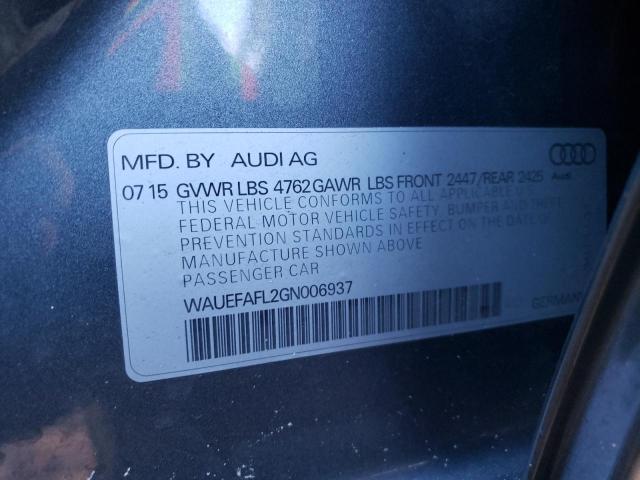 MFD. BY AUDI AG
Audi
07 15 GVWR LBS 4762 GAWR LBS FRONT 2447/REAR 2425
THIS VEHICLE CONFORMS TO ALL APPLICABLE
FEDERAL MOTOR VEHICLE SAFETY, BUMPER AND THEFT
PREVENTION STANDARDS IN EFFECT ON THE DATE OF
MANUFACTURE SHOWN ABOVE
PASSENGER CAR
WAUEFAFL2GN006937
GERMANY